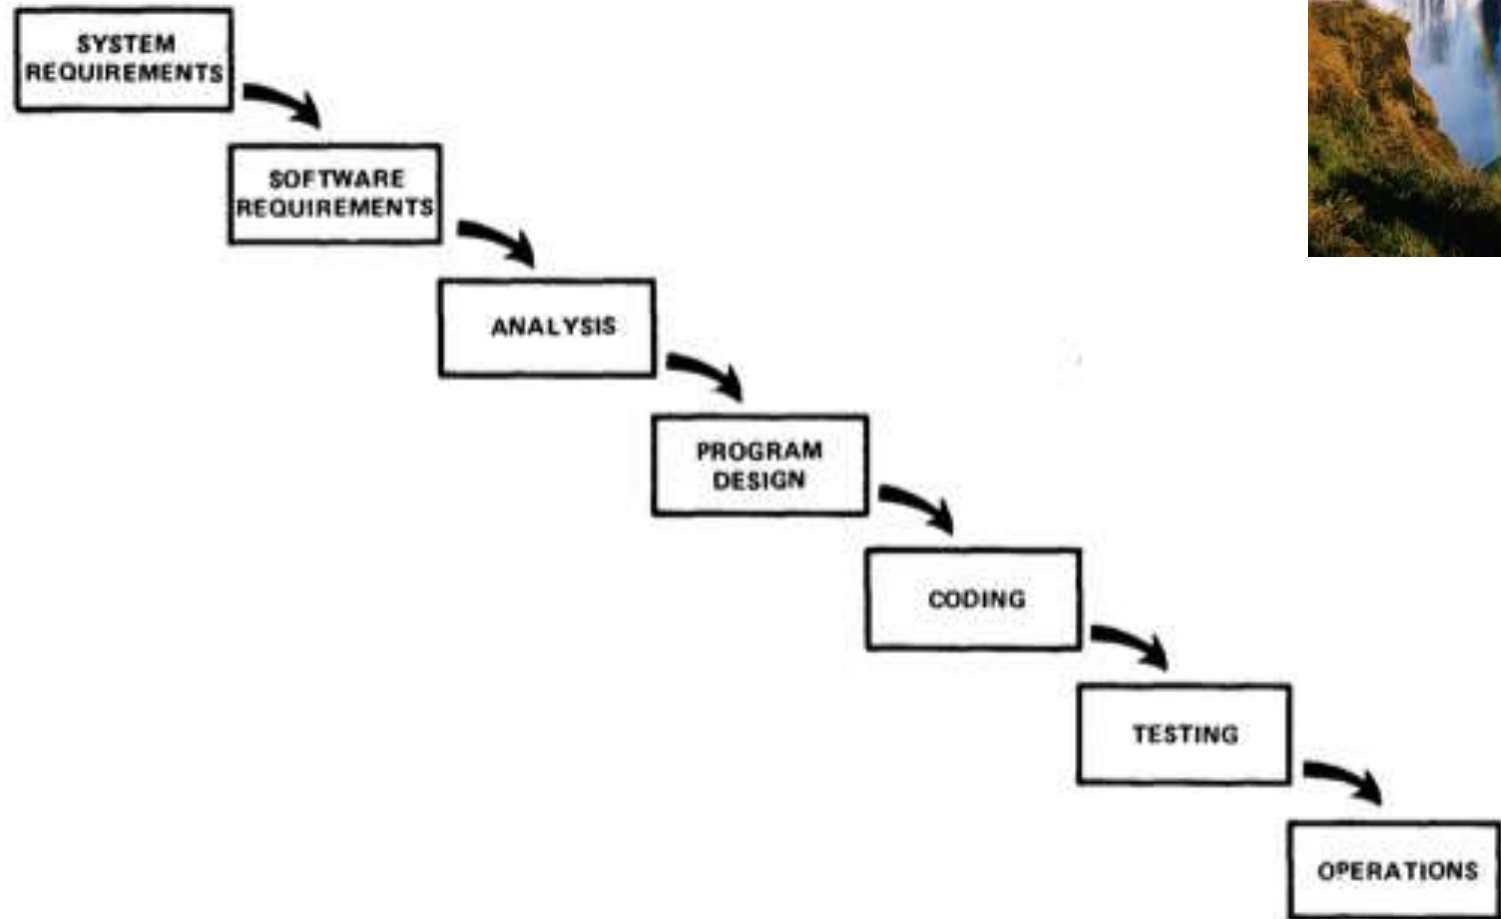 SYSTEM
REQUIREMENTS
SOFTWARE
REQUIREMENTS
ANALYSIS
PROGRAM
DESIGN
CODING
TESTING
OPERATIONS